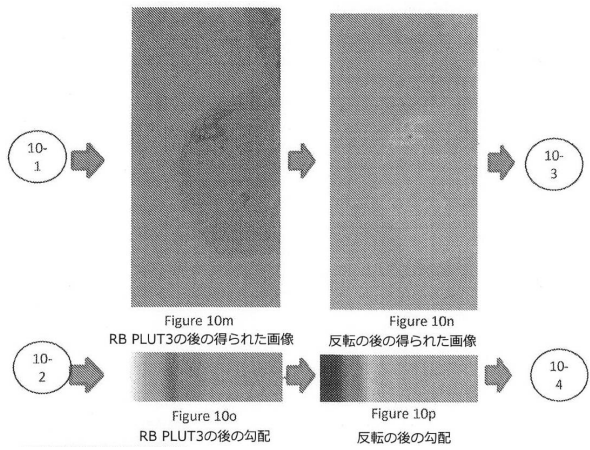 10-
1
10-
3
Figure 10m
RB PLUT3の後の得られた画像
Figure 10n
反転の後の得られた画像
10-
2
10-
4
Figure 10o
RB PLUT3の後の勾配
Figure 10p
反転の後の勾配